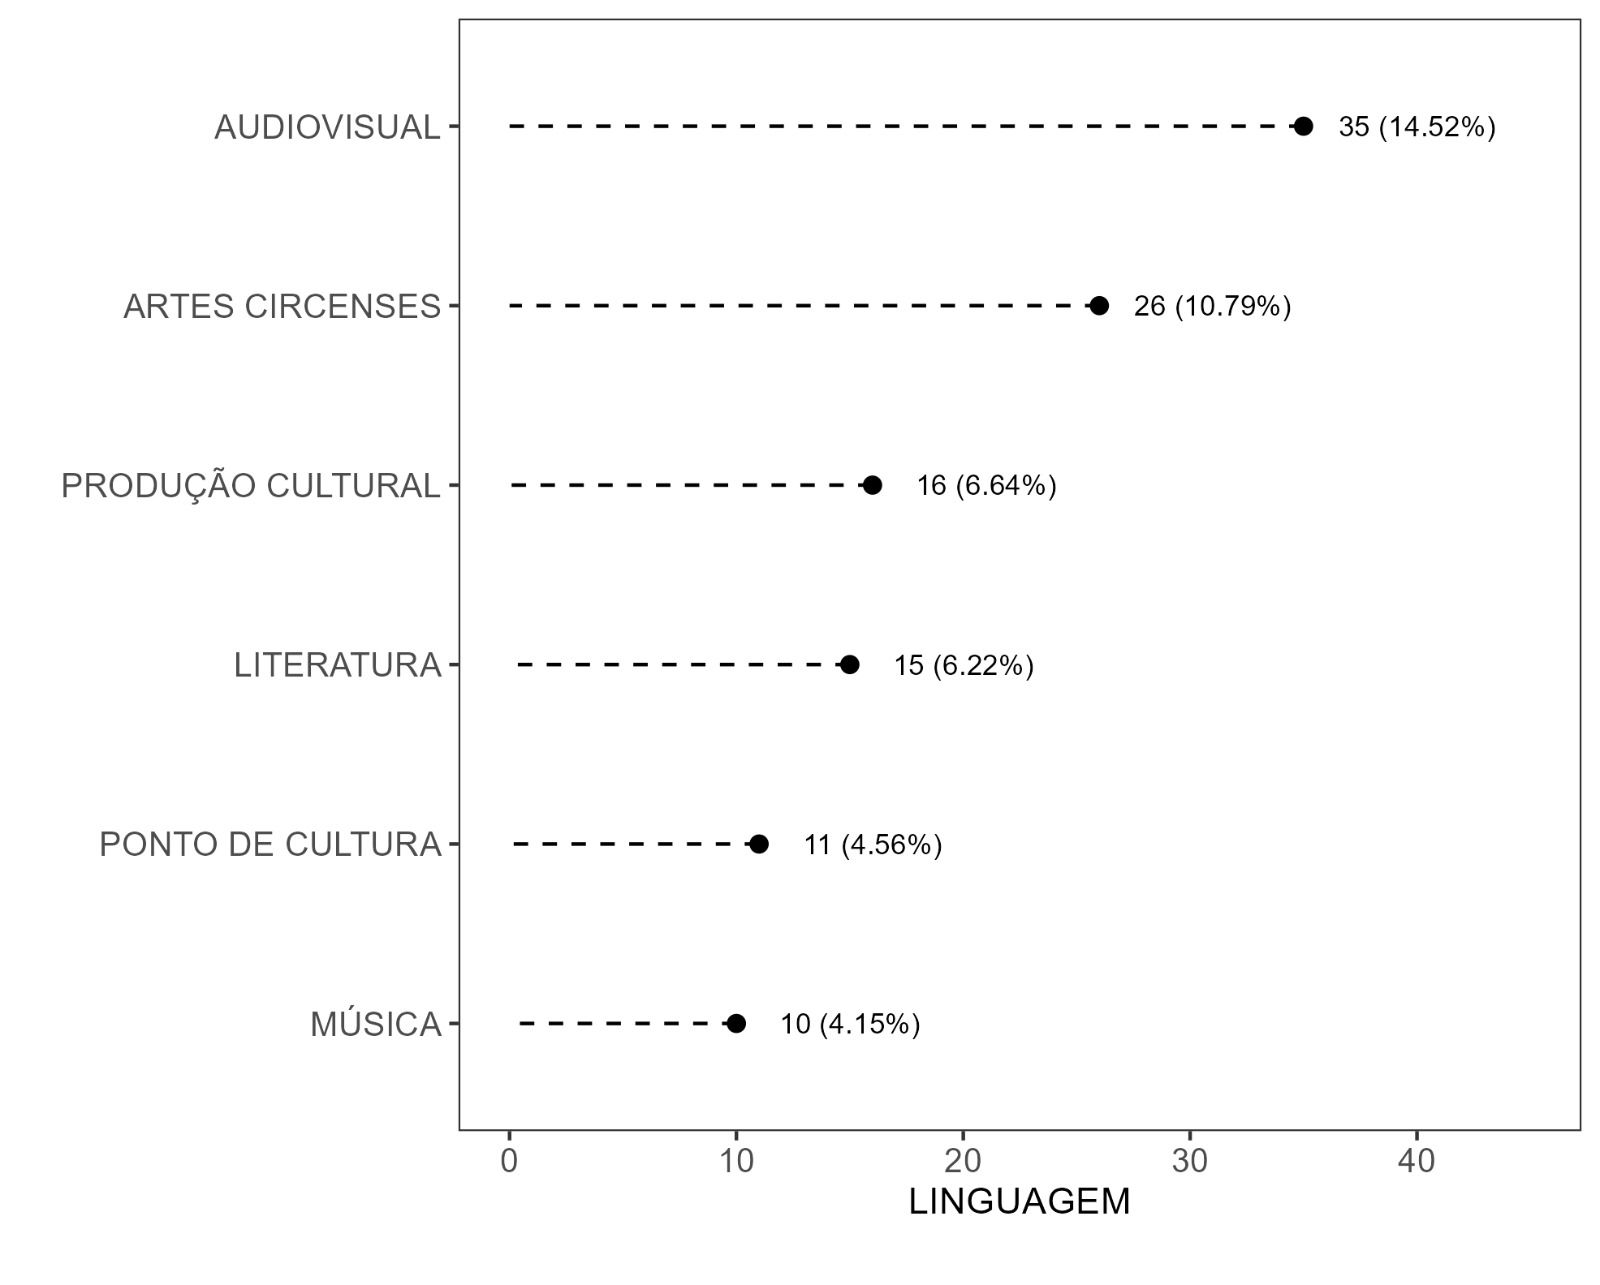 AUDIOVISUAL 35 (14.52%)
ARTES CIRCENSES 26 (10.79%)
PRODUÇÃO CULTURAL 16 (6.64%)
LITERATURA 15 (6.22%)
PONTO DE CULTURA 11 (4.56%)
MÚSICA 10 (4.15%)
0 10 20 30 40
LINGUAGEM